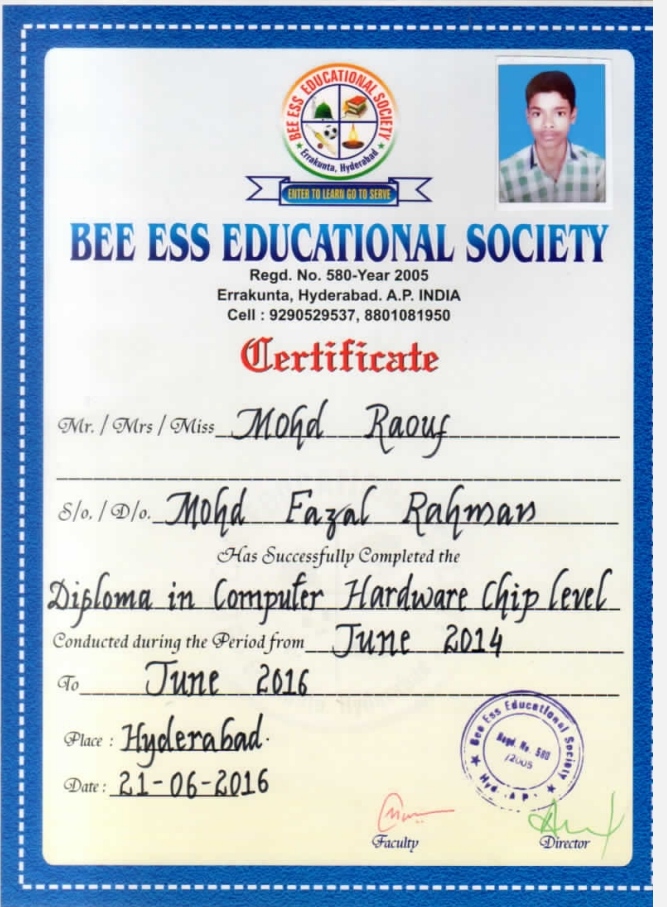 BEE ESS EDUCATIONAL SOCIETY
Errakunta, Hyderabad
ENTER TO LEARN GO TO SERVE
BEE ESS EDUCATIONAL SOCIETY
Regd. No. 580-Year 2005
Errakunta, Hyderabad. A.P. INDIA
Cell : 9290529537, 8801081950
Certificate
Mr. / Mrs / Miss Mohd Raouf
S/o. / D/o. Mohd Fazal Rahman
Has Successfully Completed the
Diploma in Computer Hardware Chip level
Conducted during the Period from June 2014
To June 2016
Place : Hyderabad.
Date : 21-06-2016
Bee Ess Educational Society
Regd. No. 580
/2005
Hyd. A.P.
Faculty
Director